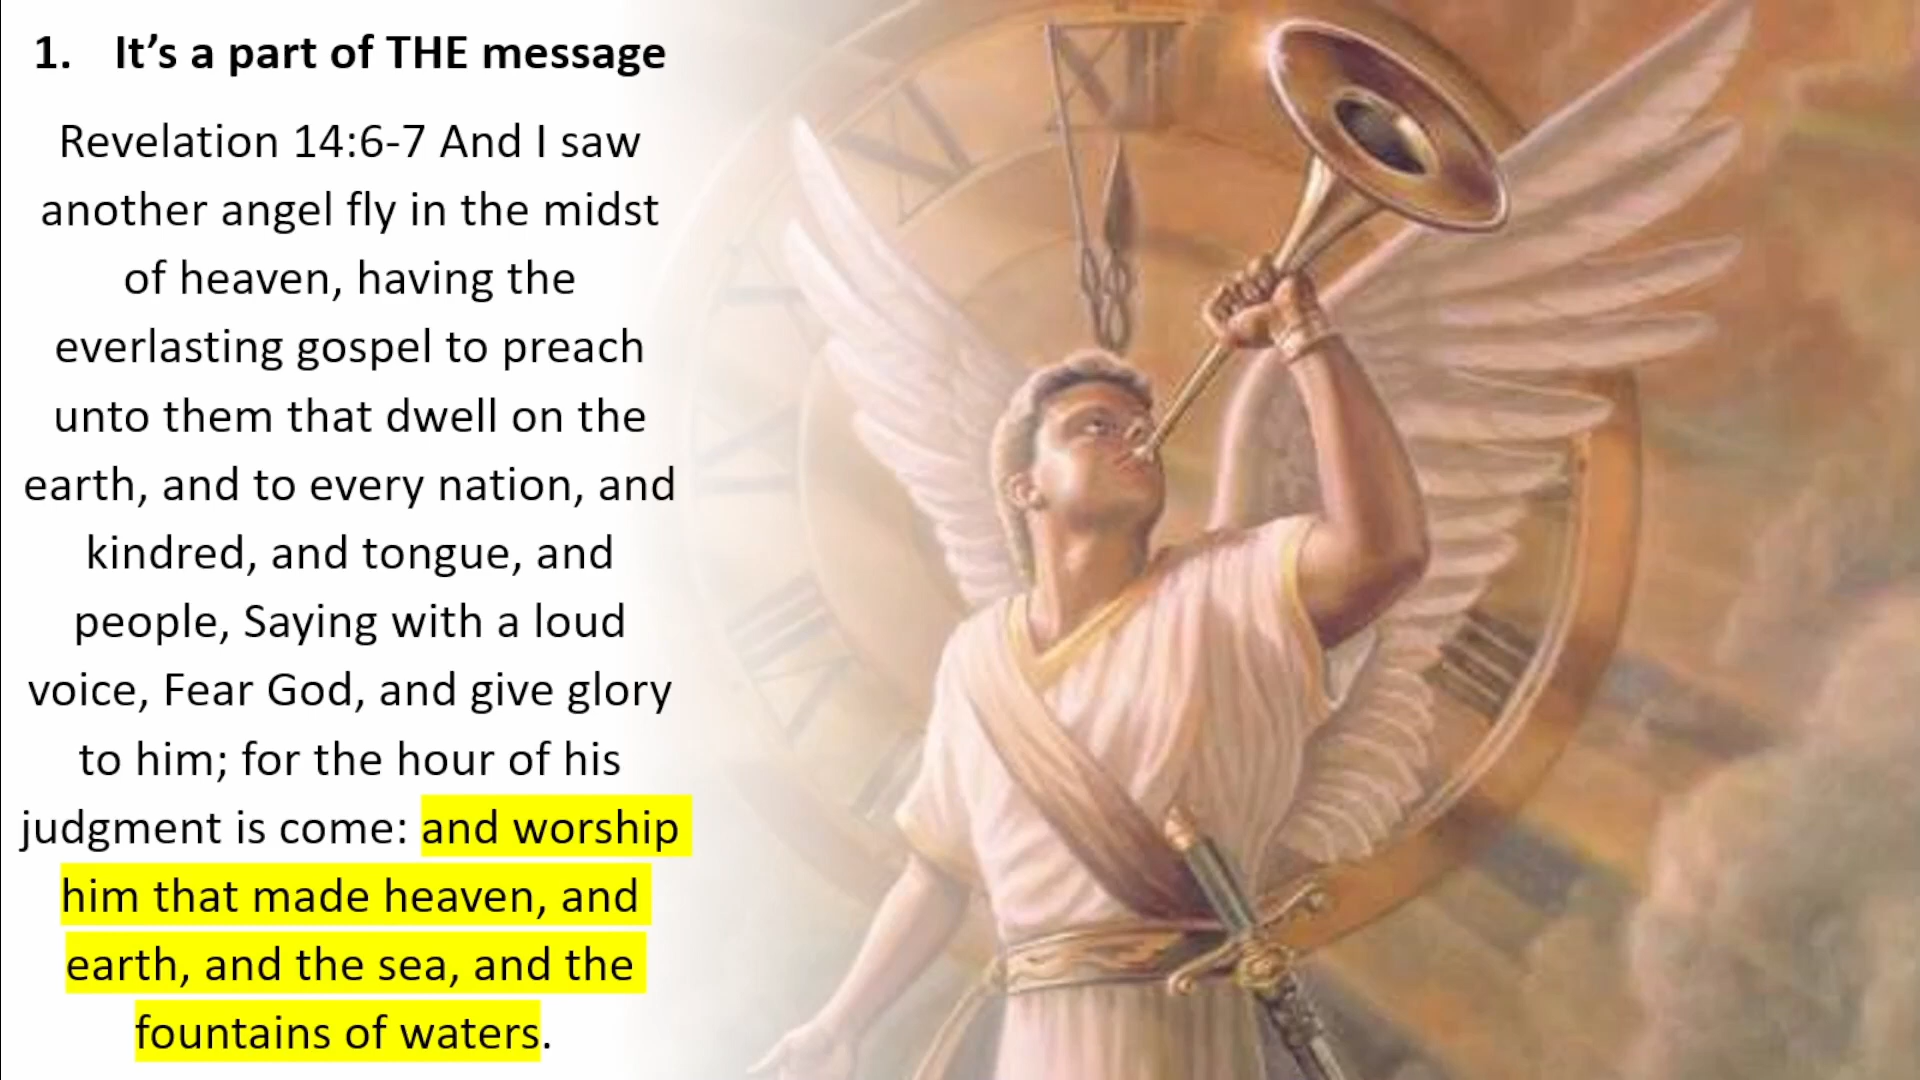 1. It’s a part of THE message
Revelation 14:6-7 And I saw
another angel fly in the midst
of heaven, having the
everlasting gospel to preach
unto them that dwell on the
earth, and to every nation, and
kindred, and tongue, and
people, Saying with a loud
voice, Fear God, and give glory
to him; for the hour of his
judgment is come: and worship
him that made heaven, and
earth, and the sea, and the
fountains of waters.